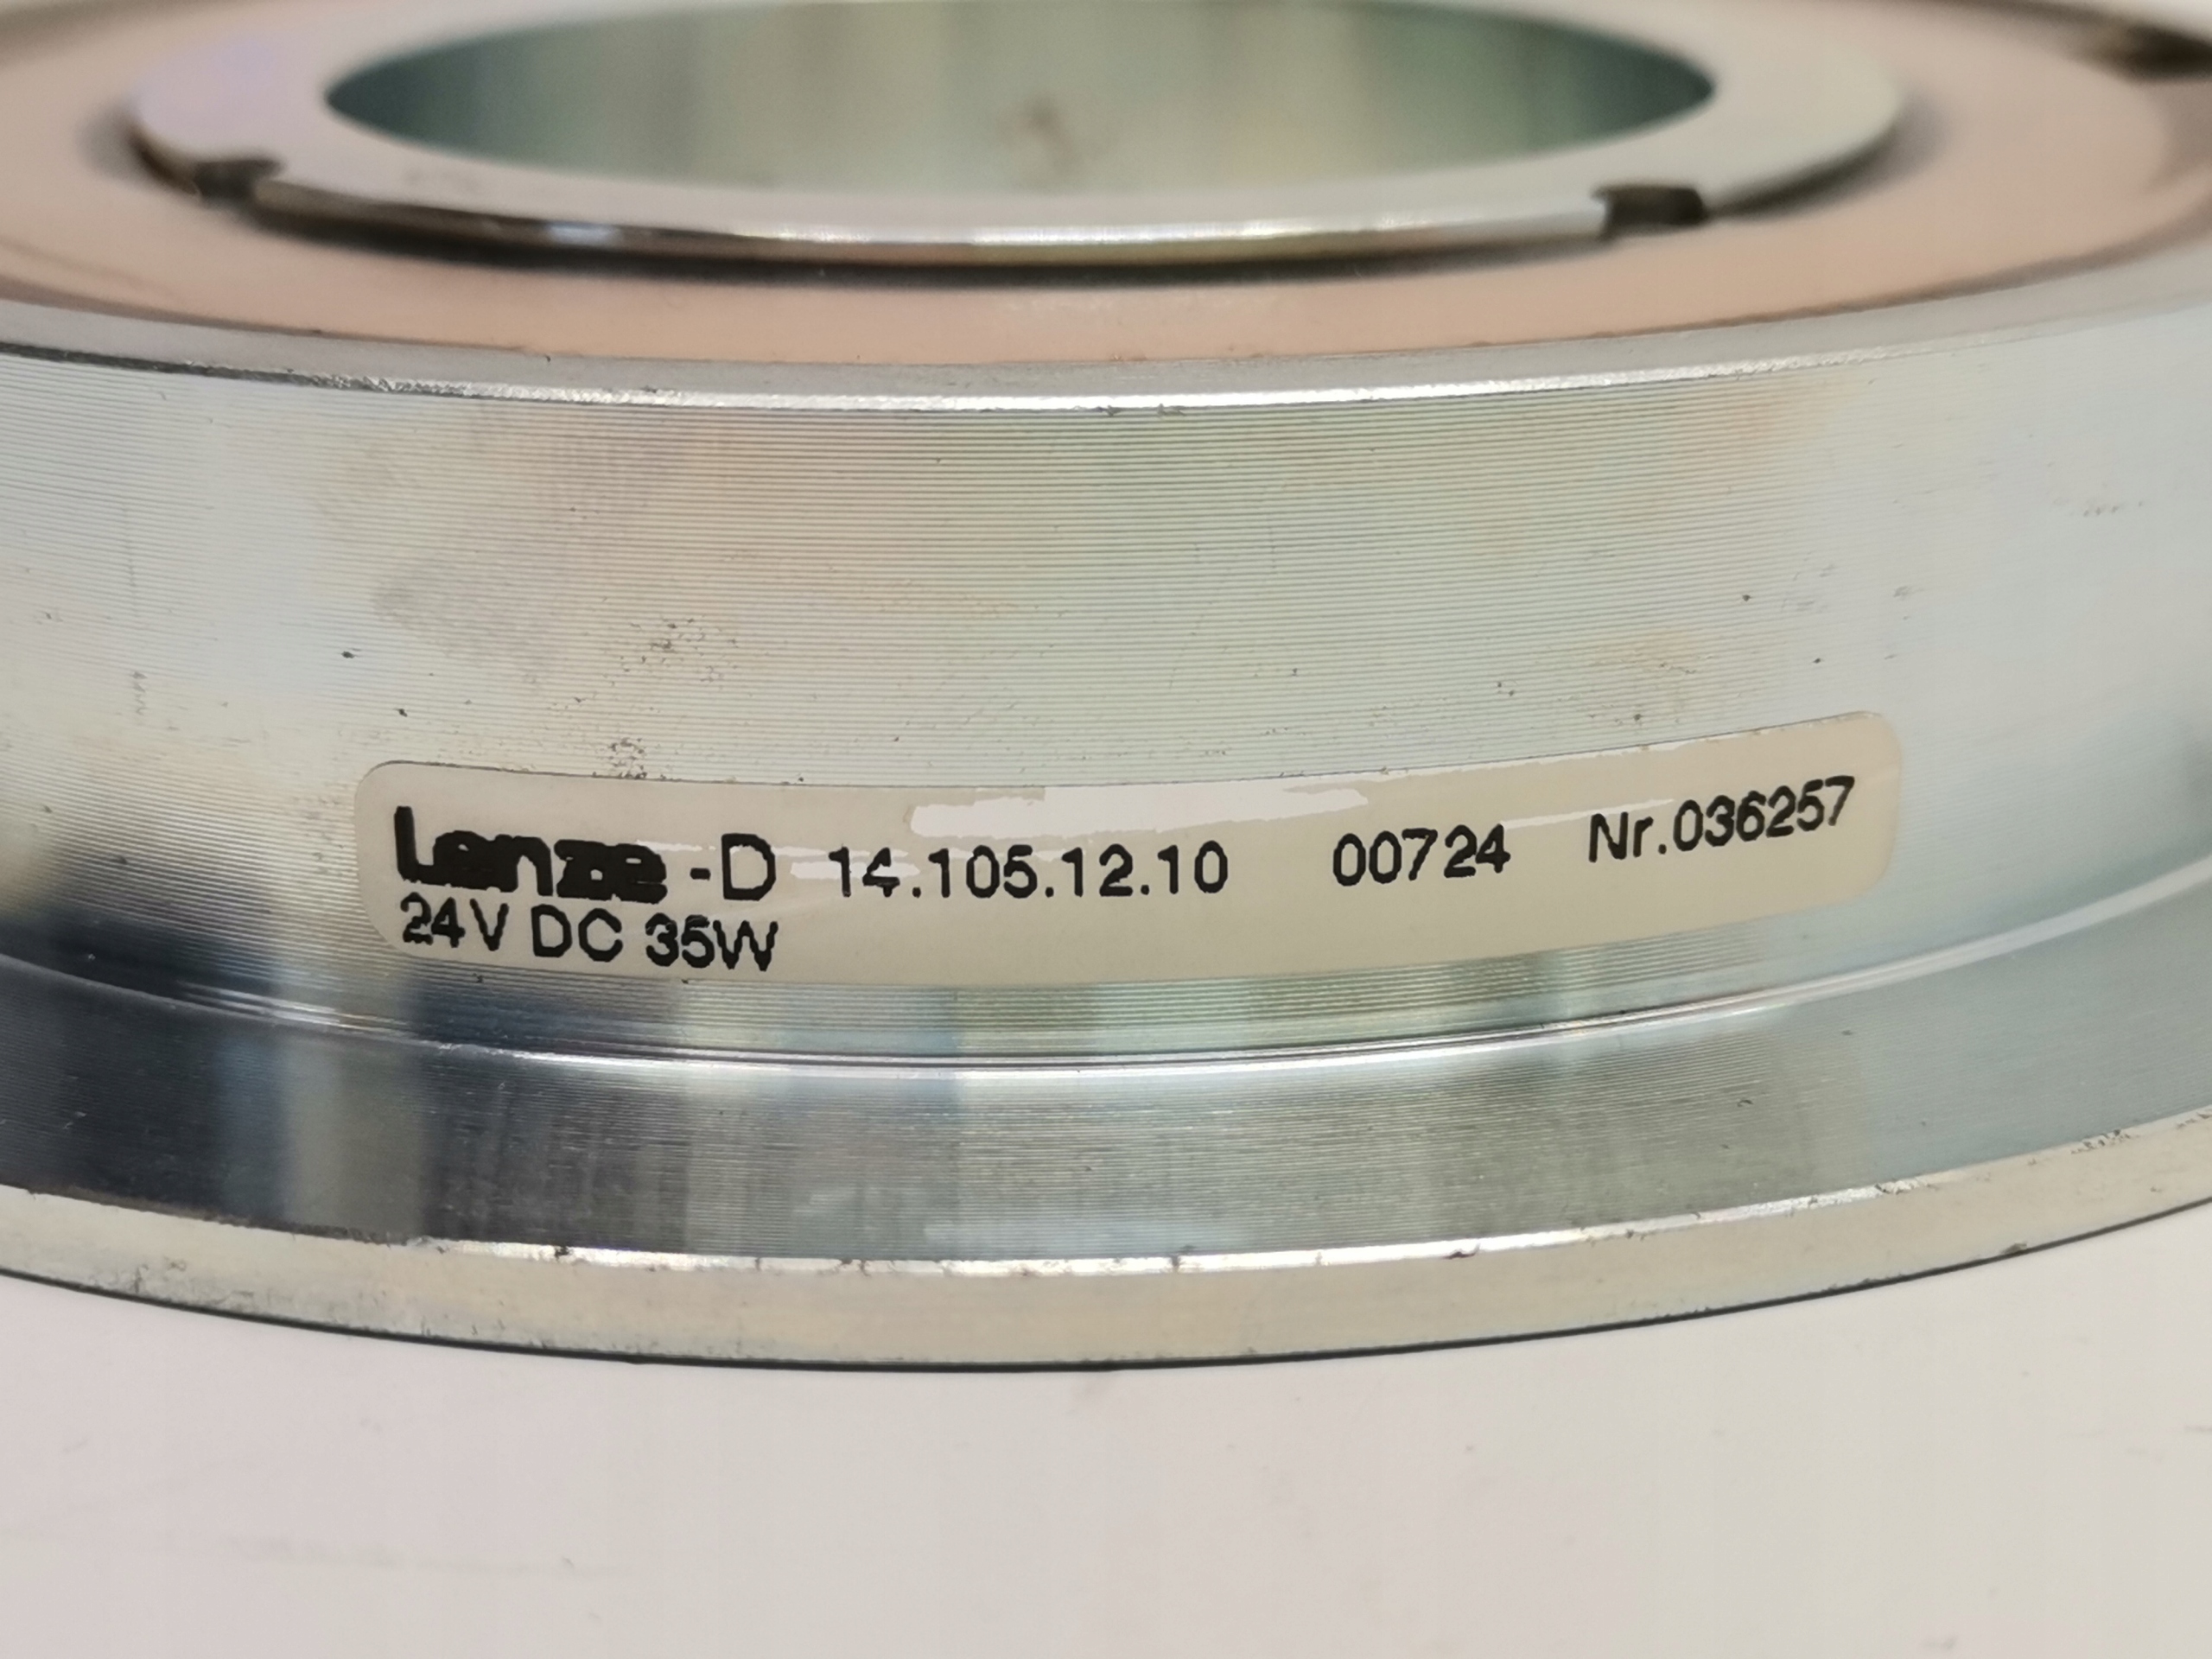 Lenze -D 14.105.12.10 00724 Nr.036257
24V DC 35W